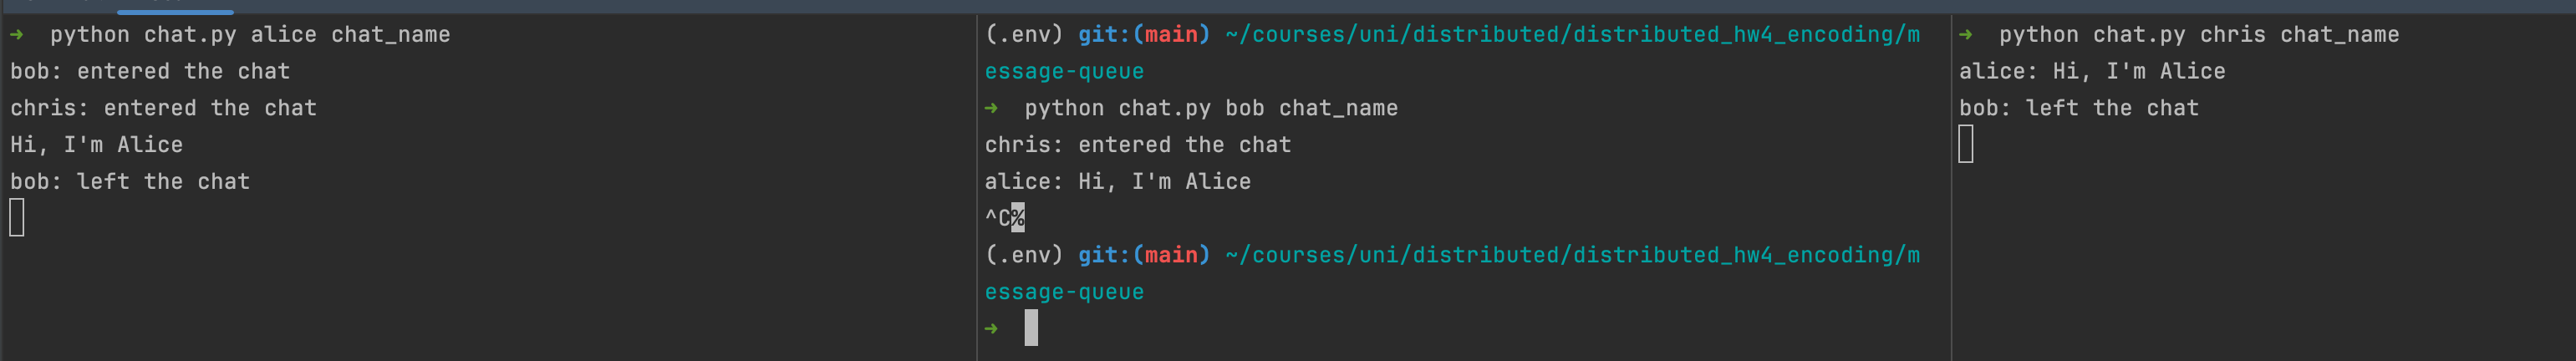 ➜  python chat.py alice chat_name
bob: entered the chat
chris: entered the chat
Hi, I'm Alice
bob: left the chat
(.env) git:(main) ~/courses/uni/distributed/distributed_hw4_encoding/m
essage-queue
➜  python chat.py bob chat_name
chris: entered the chat
alice: Hi, I'm Alice
^C%
(.env) git:(main) ~/courses/uni/distributed/distributed_hw4_encoding/m
essage-queue
➜
➜  python chat.py chris chat_name
alice: Hi, I'm Alice
bob: left the chat